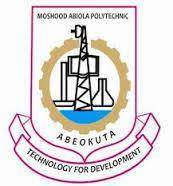 MOSHOOD ABIOLA POLYTECHNIC
ABEOKUTA
TECHNOLOGY FOR DEVELOPMENT